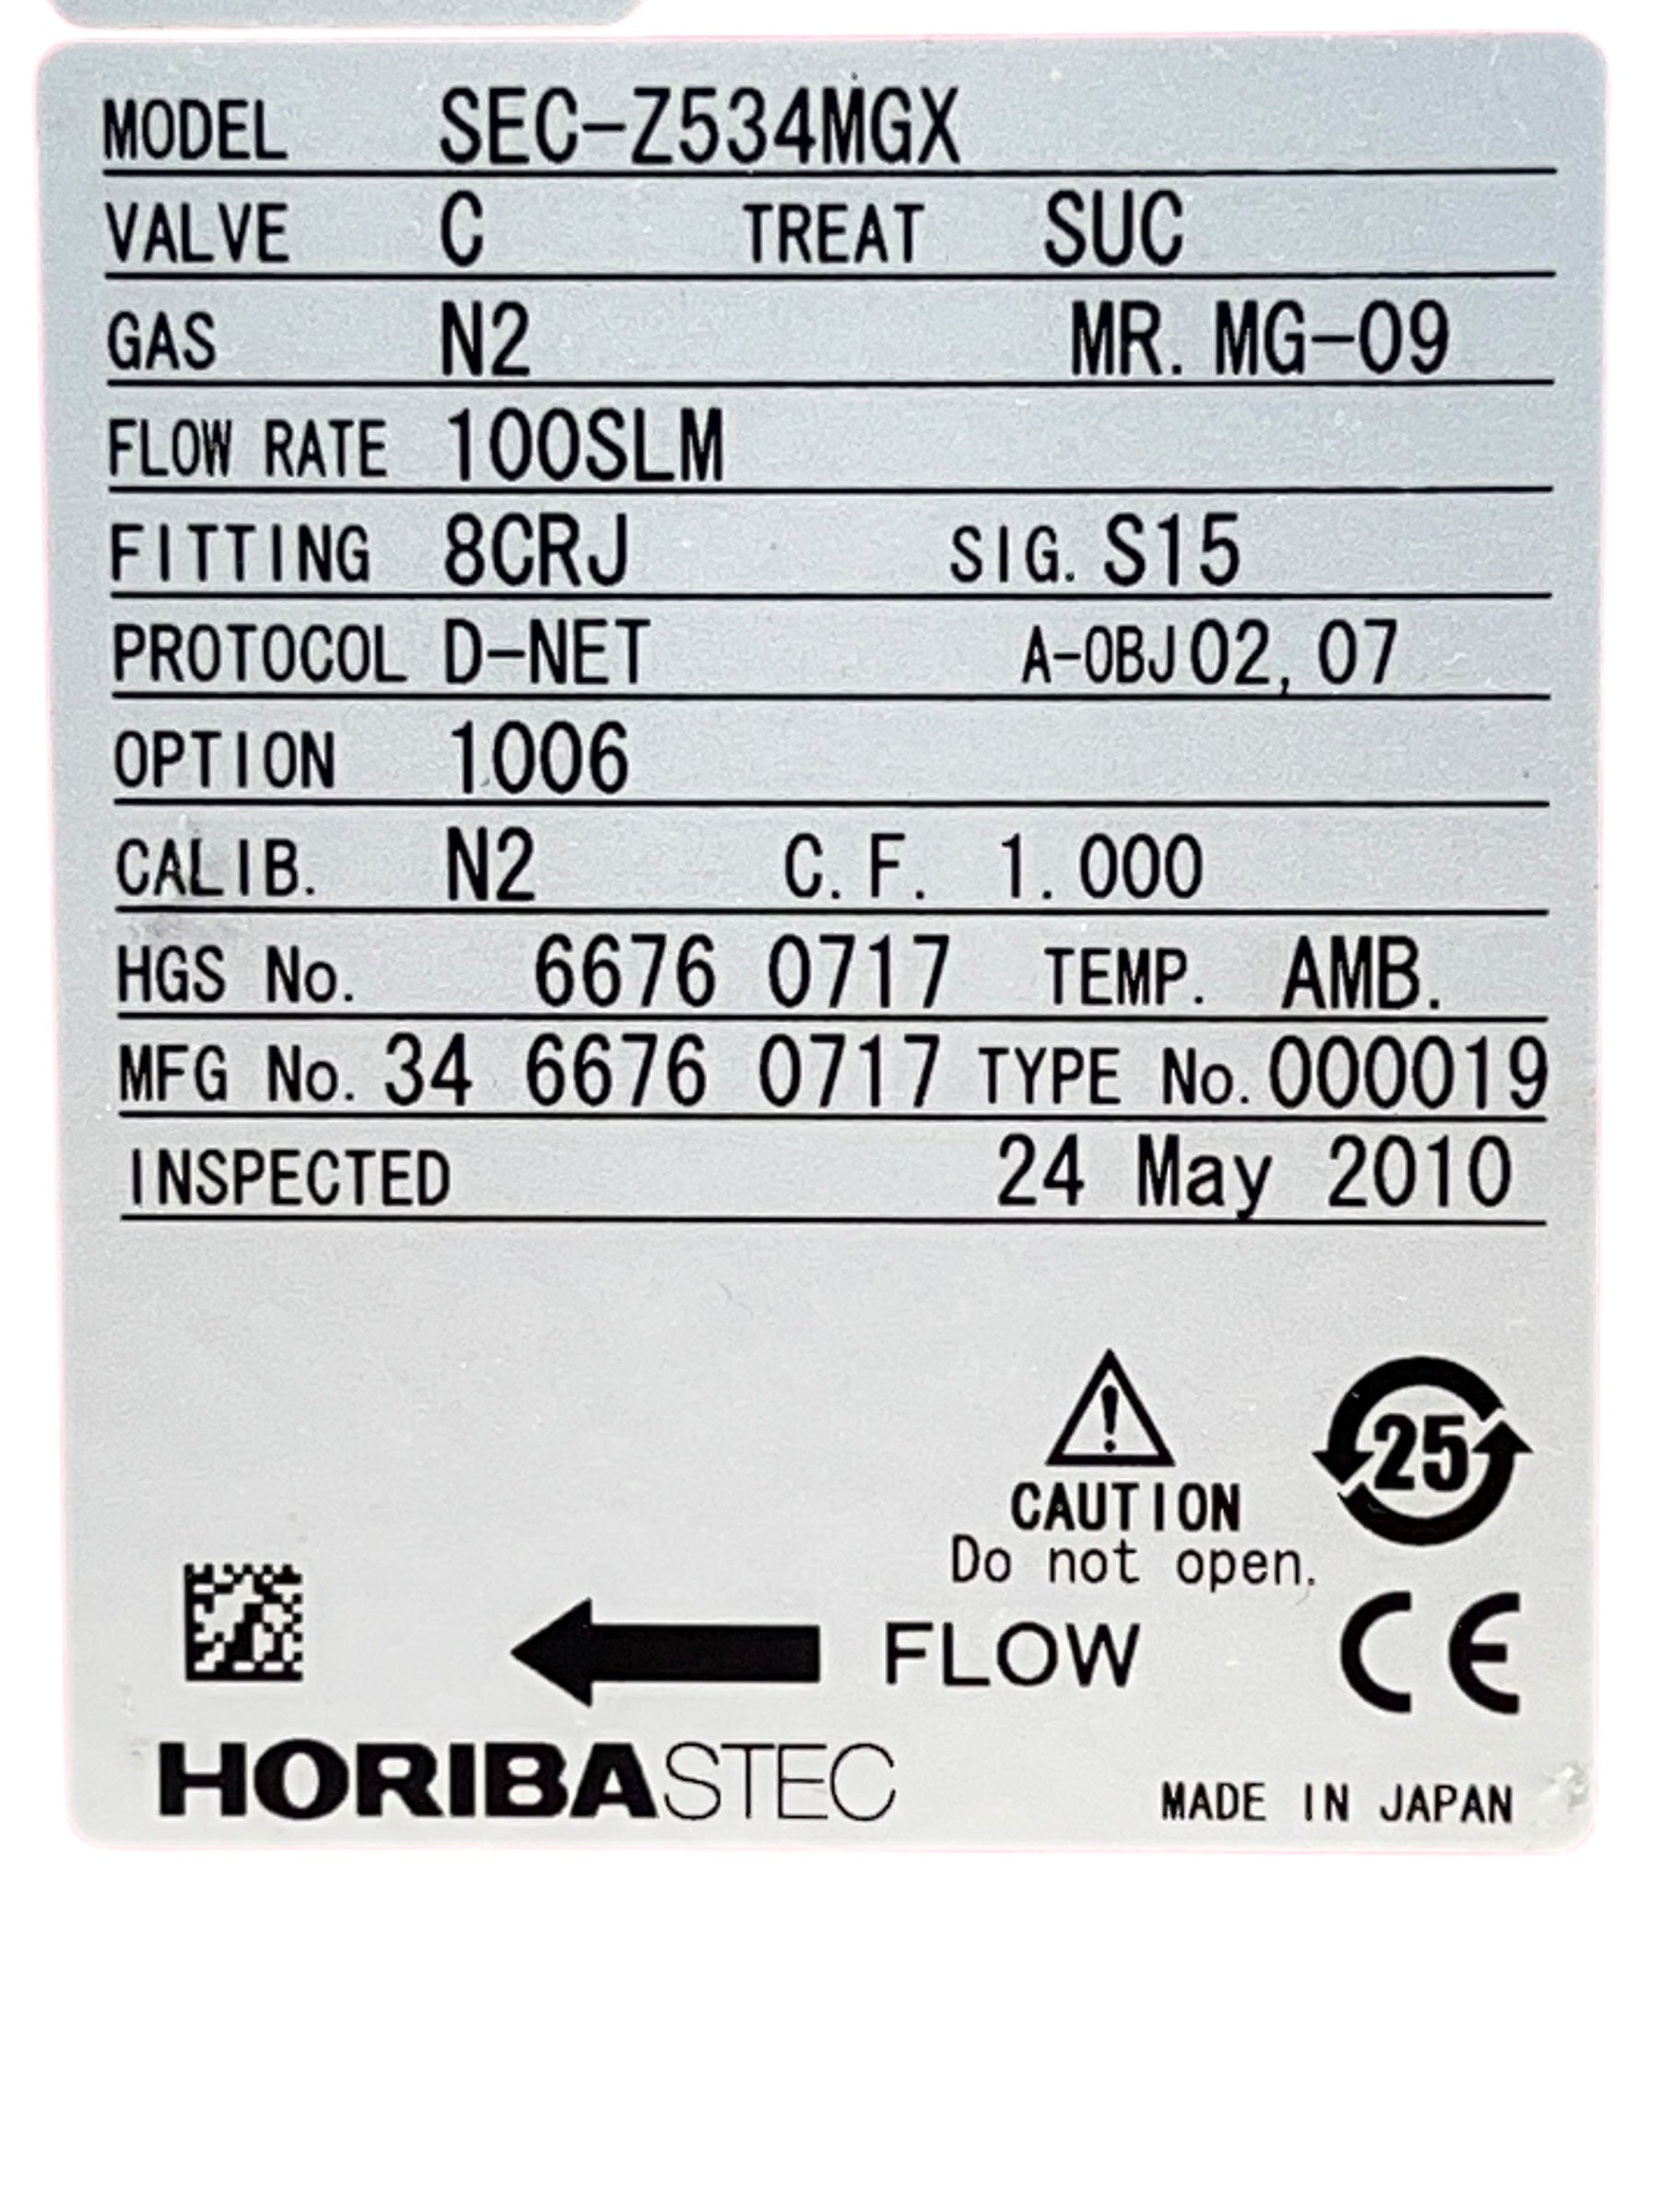 MODEL SEC-Z534MGX
VALVE C TREAT SUC
GAS N2 MR. MG-09
FLOW RATE 100SLM
FITTING 8CRJ SIG. S15
PROTOCOL D-NET A-OBJ 02, 07
OPTION 1006
CALIB. N2 C.F. 1.000
HGS No. 6676 0717 TEMP. AMB.
MFG No. 34 6676 0717 TYPE No. 000019
INSPECTED 24 May 2010
25
CAUTION
Do not open.
FLOW CE
HORIBASTEC
MADE IN JAPAN